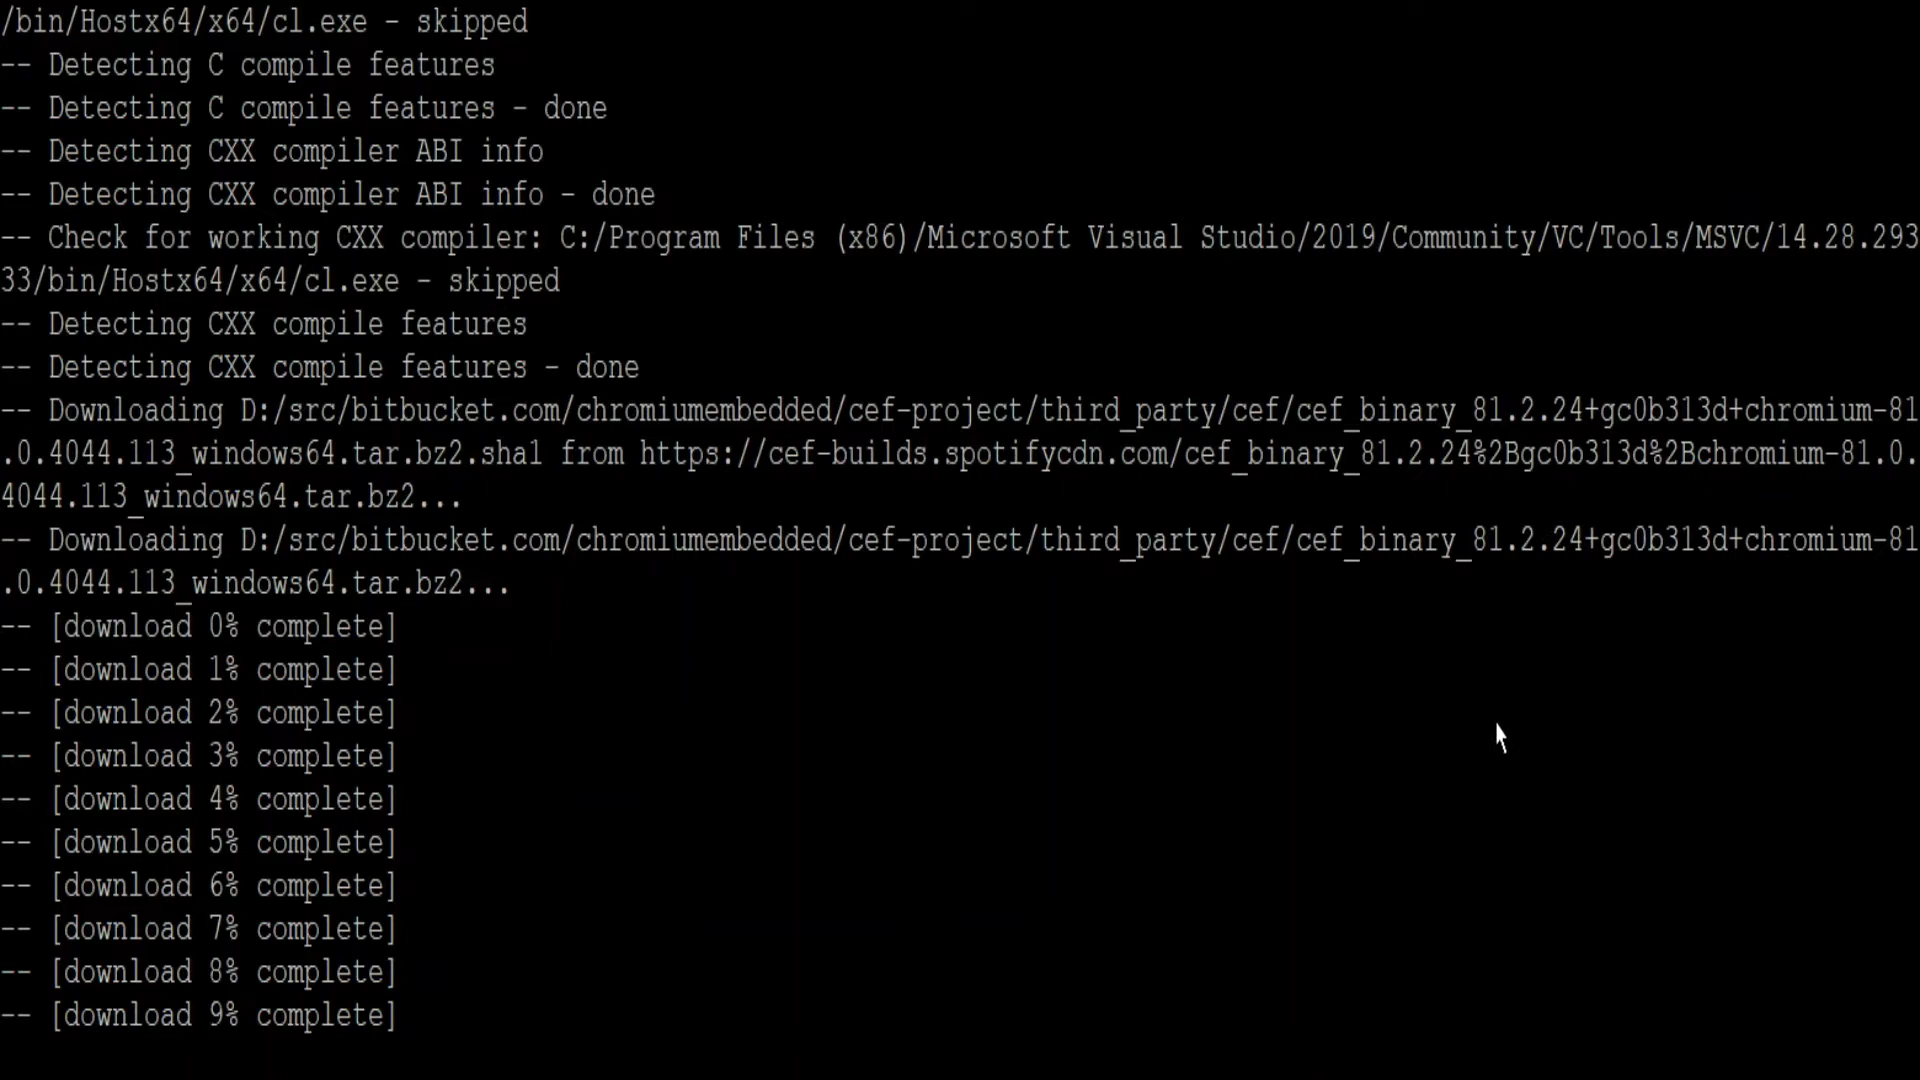 /bin/Hostx64/x64/cl.exe - skipped
-- Detecting C compile features
-- Detecting C compile features - done
-- Detecting CXX compiler ABI info
-- Detecting CXX compiler ABI info - done
-- Check for working CXX compiler: C:/Program Files (x86)/Microsoft Visual Studio/2019/Community/VC/Tools/MSVC/14.28.293
33/bin/Hostx64/x64/cl.exe - skipped
-- Detecting CXX compile features
-- Detecting CXX compile features - done
-- Downloading D:/src/bitbucket.com/chromiumembedded/cef-project/third_party/cef/cef_binary_81.2.24+gc0b313d+chromium-81
.0.4044.113_windows64.tar.bz2.sha1 from https://cef-builds.spotifycdn.com/cef_binary_81.2.24%2Bgc0b313d%2Bchromium-81.0.
4044.113_windows64.tar.bz2...
-- Downloading D:/src/bitbucket.com/chromiumembedded/cef-project/third_party/cef/cef_binary_81.2.24+gc0b313d+chromium-81
.0.4044.113_windows64.tar.bz2...
-- [download 0% complete]
-- [download 1% complete]
-- [download 2% complete]
-- [download 3% complete]
-- [download 4% complete]
-- [download 5% complete]
-- [download 6% complete]
-- [download 7% complete]
-- [download 8% complete]
-- [download 9% complete]